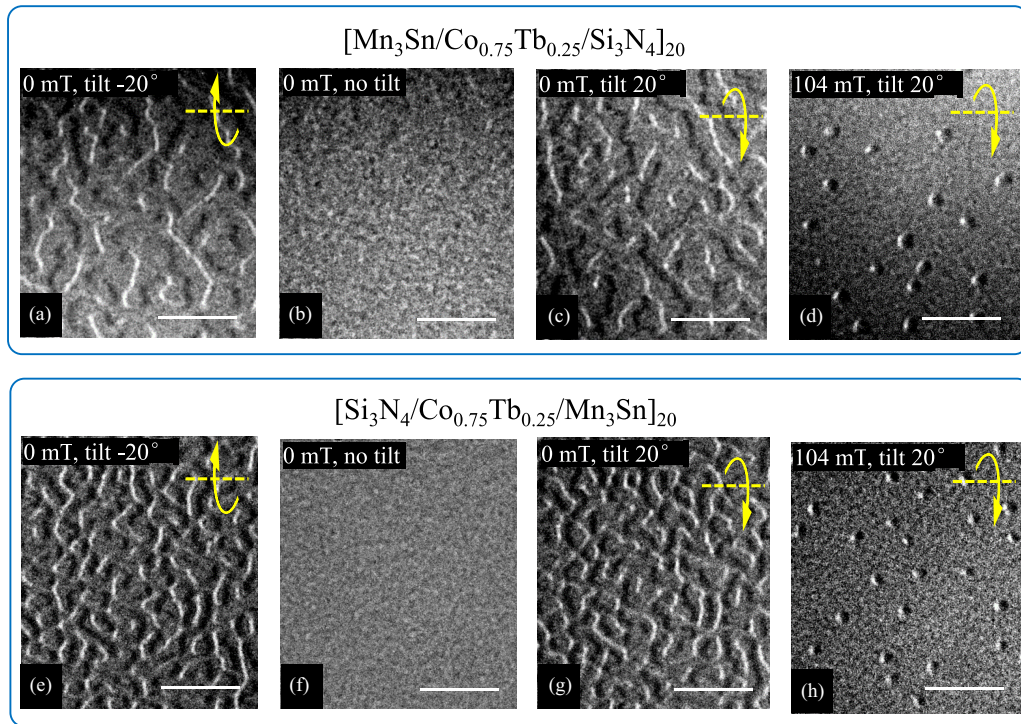 [Mn₃Sn/Co₀.₇₅Tb₀.₂₅/Si₃N₄]₂₀
0 mT, tilt -20°
0 mT, no tilt
0 mT, tilt 20°
104 mT, tilt 20°
(a)
(b)
(c)
(d)
[Si₃N₄/Co₀.₇₅Tb₀.₂₅/Mn₃Sn]₂₀
0 mT, tilt -20°
0 mT, no tilt
0 mT, tilt 20°
104 mT, tilt 20°
(e)
(f)
(g)
(h)